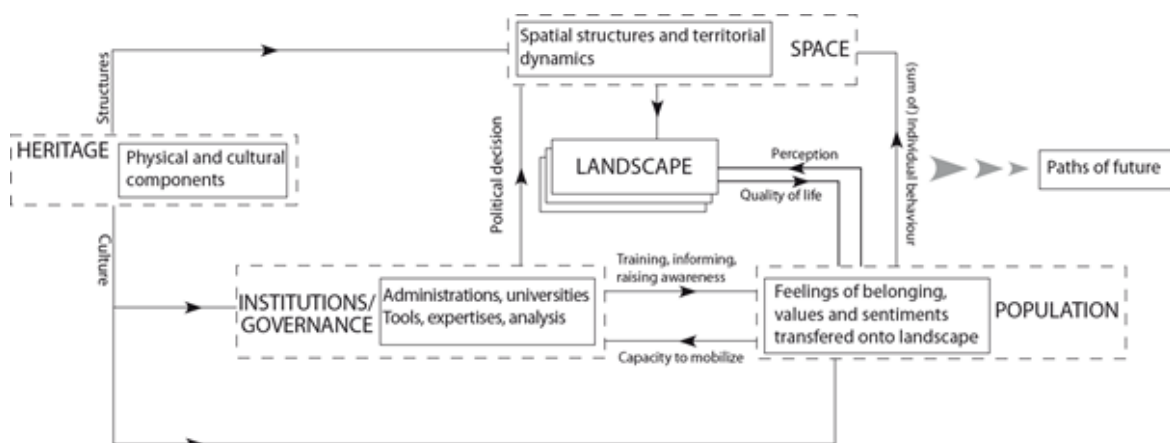 Spatial structures and territorial
dynamics
SPACE
Structures
(sum of) Individual behaviour
HERITAGE
Physical and cultural
components
Political decision
LANDSCAPE
Perception
Quality of life
Paths of future
Culture
Training, informing,
raising awareness
INSTITUTIONS/
GOVERNANCE
Administrations, universities
Tools, expertises, analysis
Feelings of belonging,
values and sentiments
transfered onto landscape
POPULATION
Capacity to mobilize